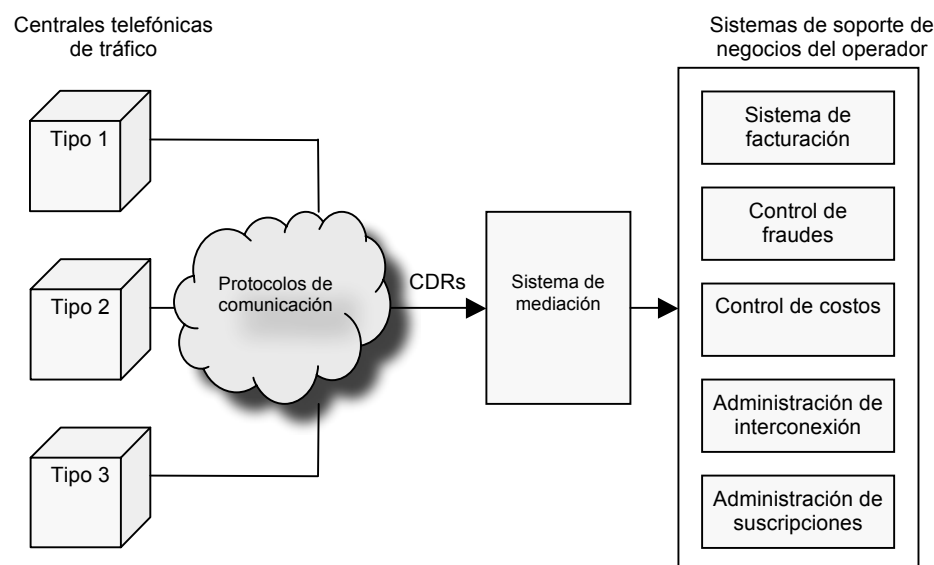 Centrales telefónicas
de tráfico
Sistemas de soporte de
negocios del operador
Tipo 1
Tipo 2
Tipo 3
Protocolos de
comunicación
CDRs
Sistema de
mediación
Sistema de
facturación
Control de
fraudes
Control de costos
Administración de
interconexión
Administración de
suscripciones